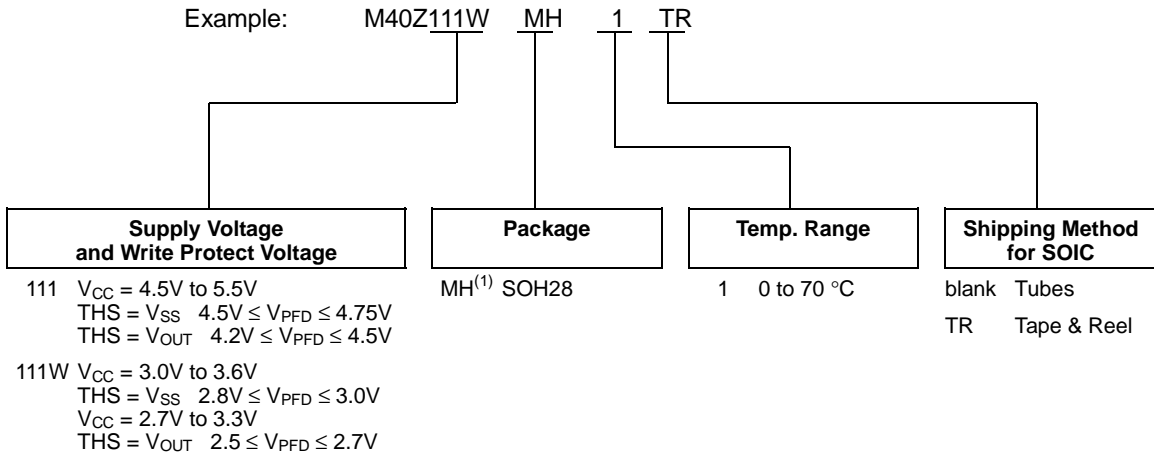 Example: M40Z111W MH 1 TR
Supply Voltage
and Write Protect Voltage
111 VCC = 4.5V to 5.5V
THS = VSS 4.5V ≤ VPFD ≤ 4.75V
THS = VOUT 4.2V ≤ VPFD ≤ 4.5V
111W VCC = 3.0V to 3.6V
THS = VSS 2.8V ≤ VPFD ≤ 3.0V
VCC = 2.7V to 3.3V
THS = VOUT 2.5 ≤ VPFD ≤ 2.7V
Package
MH(1) SOH28
Temp. Range
1 0 to 70 °C
Shipping Method
for SOIC
blank Tubes
TR Tape & Reel